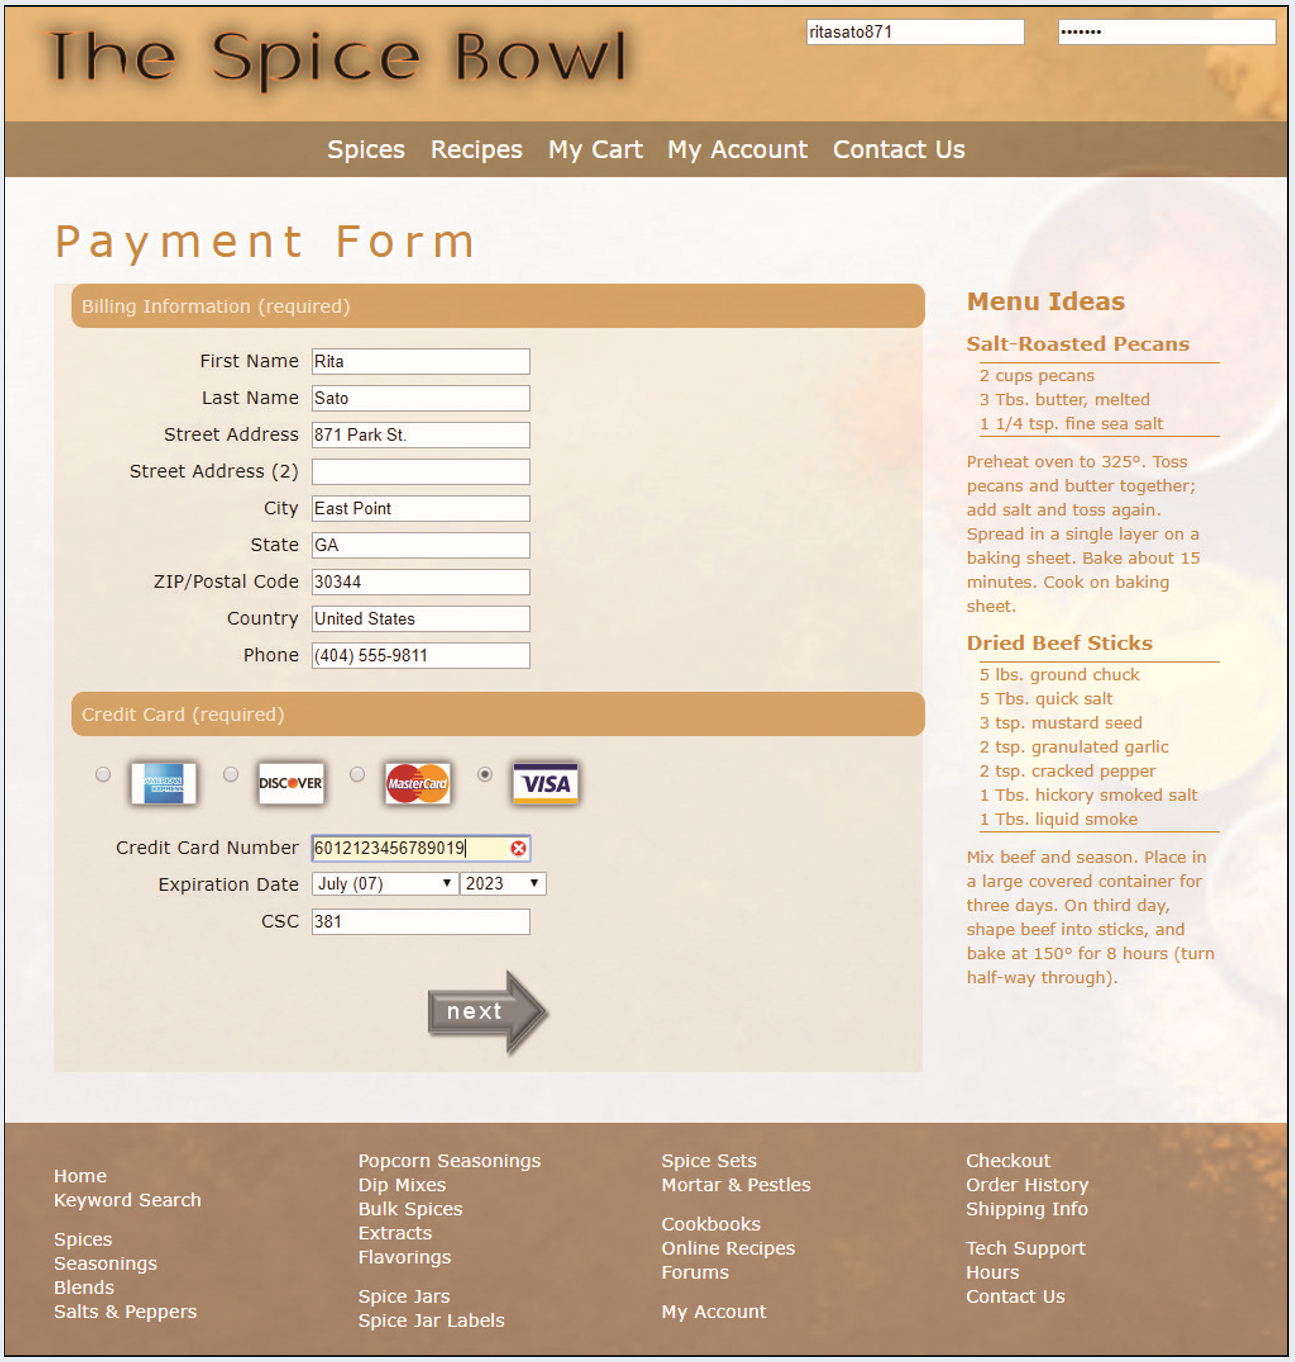 The Spice Bowl
ritasato871
•••••••
Spices Recipes My Cart My Account Contact Us
Payment Form
Billing Information (required)
First Name Rita
Last Name Sato
Street Address 871 Park St.
Street Address (2)
City East Point
State GA
ZIP/Postal Code 30344
Country United States
Phone (404) 555-9811
Credit Card (required)
AMERICAN EXPRESS
DISCOVER
MasterCard
VISA
Credit Card Number 6012123456789019
Expiration Date July (07) 2023
CSC 381
next
Menu Ideas
Salt-Roasted Pecans
2 cups pecans
3 Tbs. butter, melted
1 1/4 tsp. fine sea salt
Preheat oven to 325°. Toss
pecans and butter together;
add salt and toss again.
Spread in a single layer on a
baking sheet. Bake about 15
minutes. Cook on baking
sheet.
Dried Beef Sticks
5 lbs. ground chuck
5 Tbs. quick salt
3 tsp. mustard seed
2 tsp. granulated garlic
2 tsp. cracked pepper
1 Tbs. hickory smoked salt
1 Tbs. liquid smoke
Mix beef and season. Place in
a large covered container for
three days. On third day,
shape beef into sticks, and
bake at 150° for 8 hours (turn
half-way through).
Home
Keyword Search
Spices
Seasonings
Blends
Salts & Peppers
Popcorn Seasonings
Dip Mixes
Bulk Spices
Extracts
Flavorings
Spice Jars
Spice Jar Labels
Spice Sets
Mortar & Pestles
Cookbooks
Online Recipes
Forums
My Account
Checkout
Order History
Shipping Info
Tech Support
Hours
Contact Us